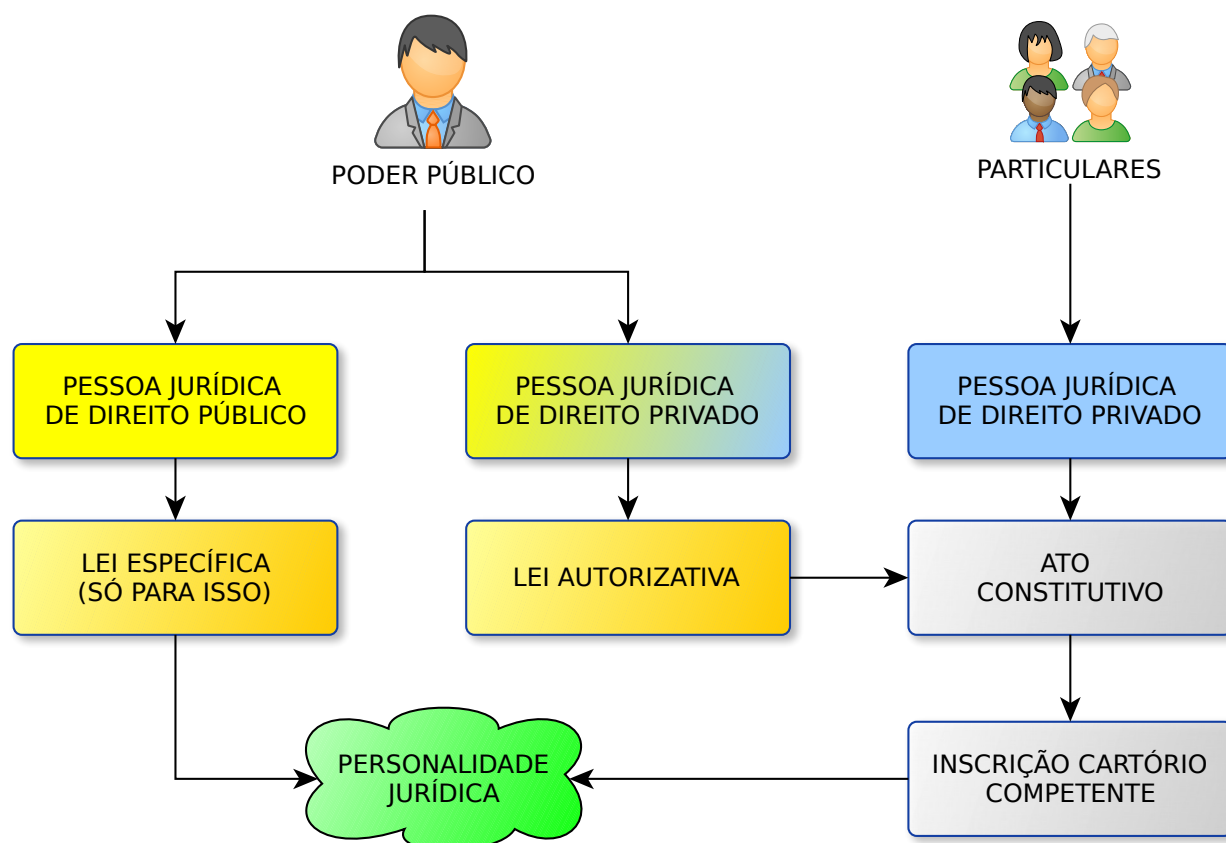 PODER PÚBLICO
PARTICULARES
PESSOA JURÍDICA
DE DIREITO PÚBLICO
PESSOA JURÍDICA
DE DIREITO PRIVADO
PESSOA JURÍDICA
DE DIREITO PRIVADO
LEI ESPECÍFICA
(SÓ PARA ISSO)
LEI AUTORIZATIVA
ATO
CONSTITUTIVO
PERSONALIDADE
JURÍDICA
INSCRIÇÃO CARTÓRIO
COMPETENTE